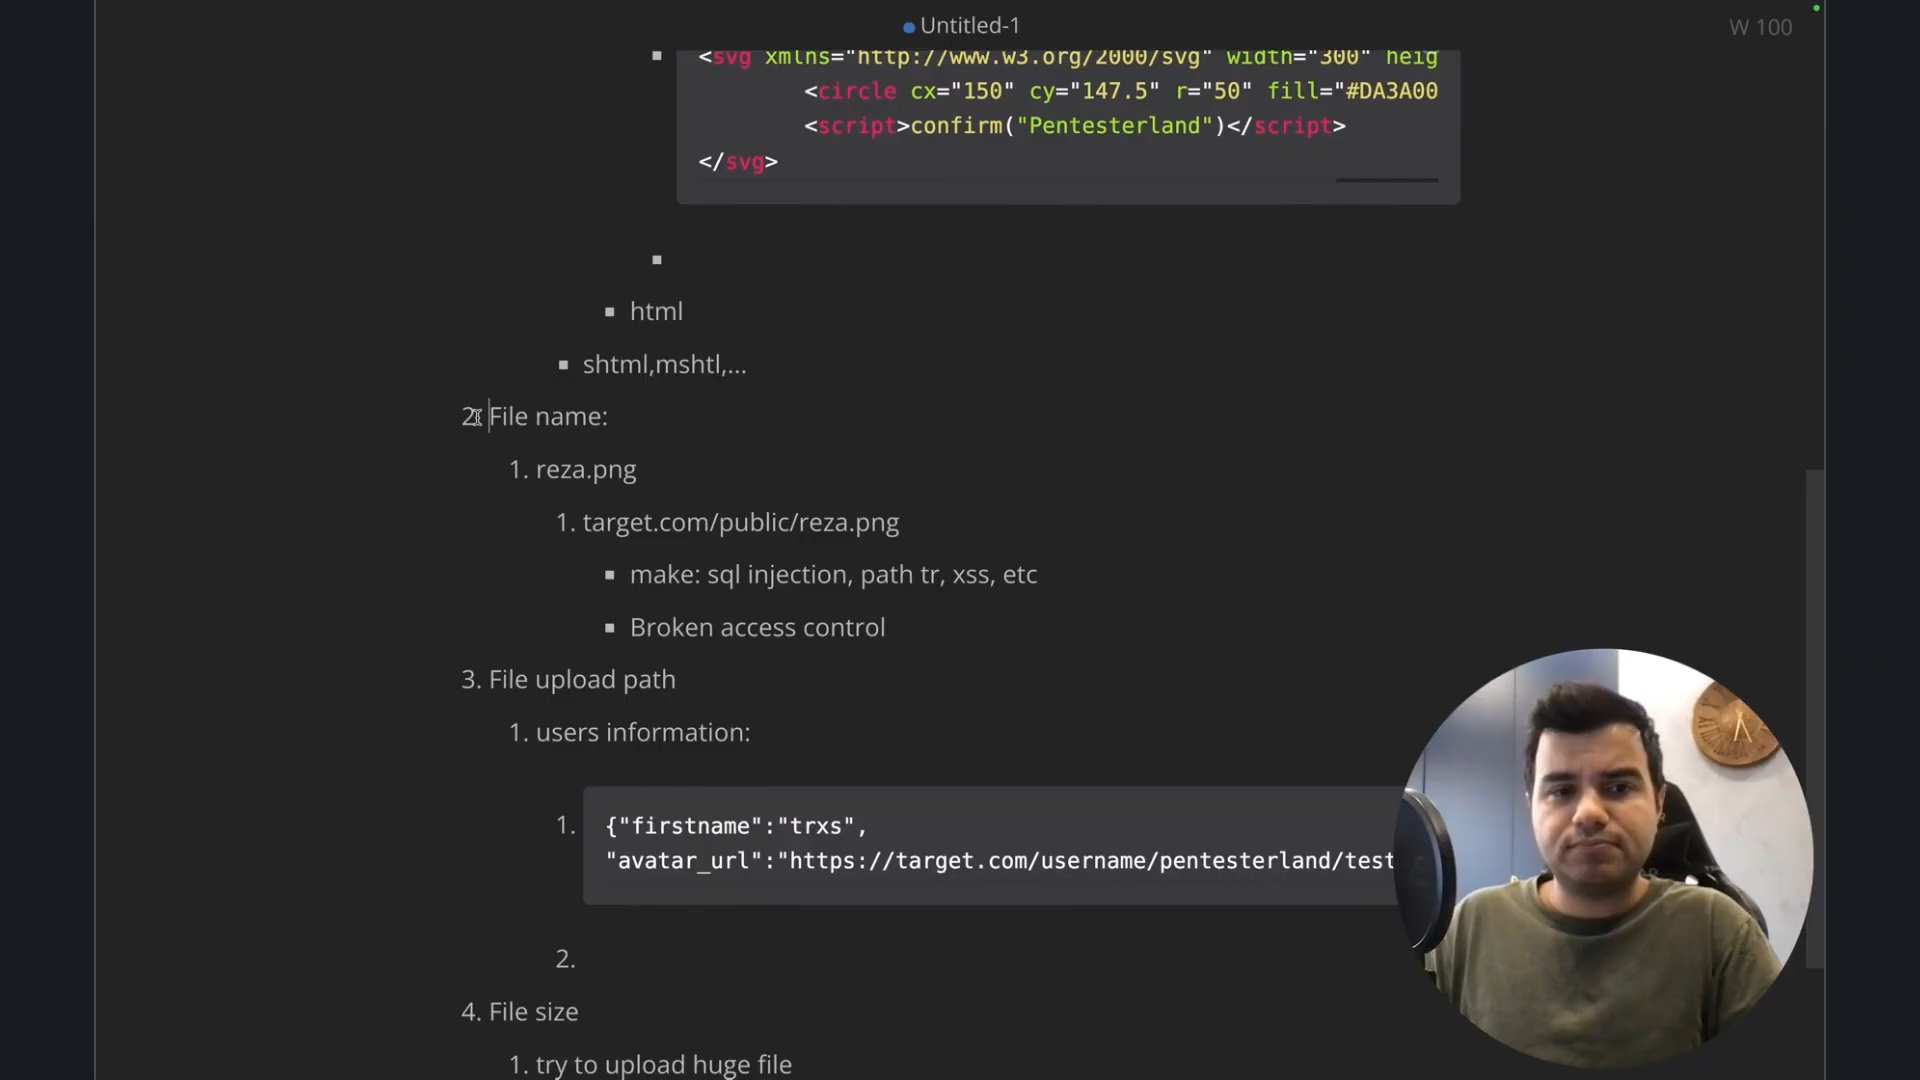 Untitled-1
W 100
<svg xmlns="http://www.w3.org/2000/svg" width="300" heig
<circle cx="150" cy="147.5" r="50" fill="#DA3A00
<script>confirm("Pentesterland")</script>
</svg>
html
shtml,mshtl,...
2. File name:
1. reza.png
1. target.com/public/reza.png
make: sql injection, path tr, xss, etc
Broken access control
3. File upload path
1. users information:
1. {"firstname":"trxs",
"avatar_url":"https://target.com/username/pentesterland/test
2.
4. File size
1. try to upload huge file